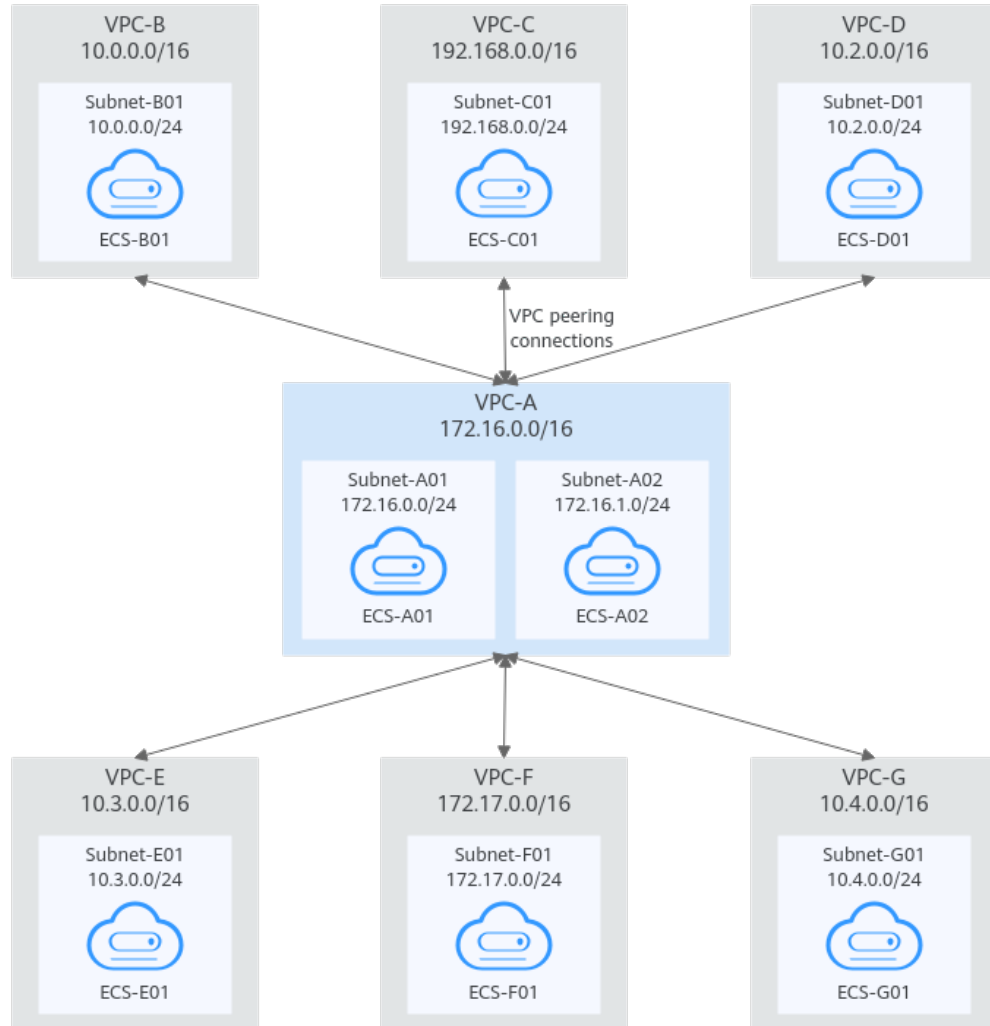 VPC-B
10.0.0.0/16
Subnet-B01
10.0.0.0/24
ECS-B01
VPC-C
192.168.0.0/16
Subnet-C01
192.168.0.0/24
ECS-C01
VPC-D
10.2.0.0/16
Subnet-D01
10.2.0.0/24
ECS-D01
VPC peering
connections
VPC-A
172.16.0.0/16
Subnet-A01
172.16.0.0/24
ECS-A01
Subnet-A02
172.16.1.0/24
ECS-A02
VPC-E
10.3.0.0/16
Subnet-E01
10.3.0.0/24
ECS-E01
VPC-F
172.17.0.0/16
Subnet-F01
172.17.0.0/24
ECS-F01
VPC-G
10.4.0.0/16
Subnet-G01
10.4.0.0/24
ECS-G01